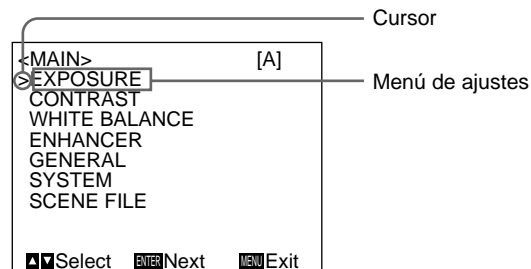 Cursor
<MAIN> [A]
>EXPOSURE
Menú de ajustes
CONTRAST
WHITE BALANCE
ENHANCER
GENERAL
SYSTEM
SCENE FILE
▲▼Select ENTER Next MENU Exit